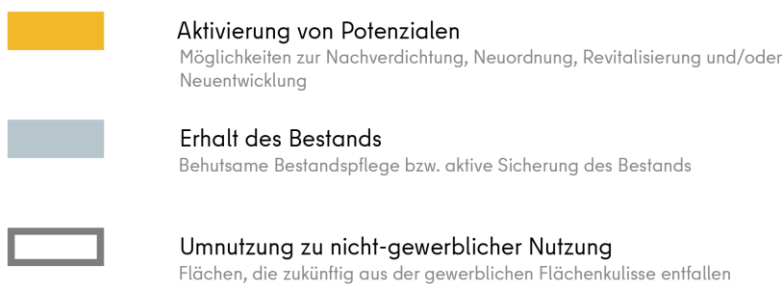 Aktivierung von Potenzialen
Möglichkeiten zur Nachverdichtung, Neuordnung, Revitalisierung und/oder
Neuentwicklung
Erhalt des Bestands
Behutsame Bestandspflege bzw. aktive Sicherung des Bestands
Umnutzung zu nicht-gewerblicher Nutzung
Flächen, die zukünftig aus der gewerblichen Flächenkulisse entfallen